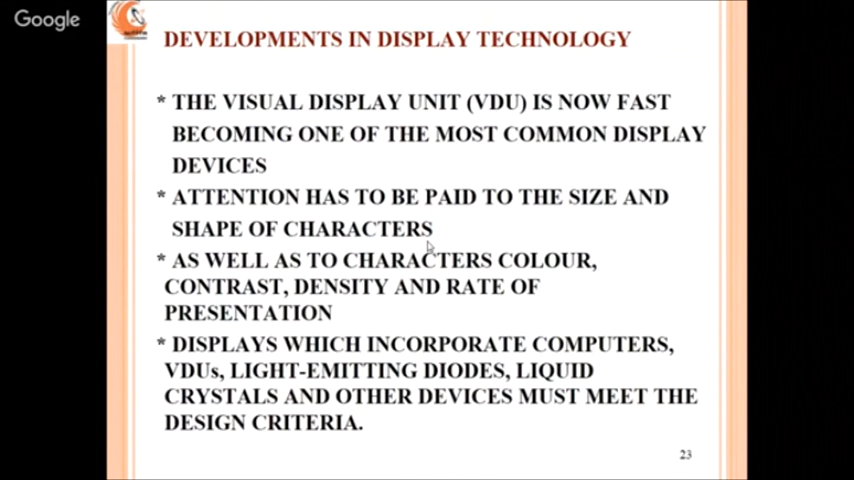 Google
DEVELOPMENTS IN DISPLAY TECHNOLOGY
* THE VISUAL DISPLAY UNIT (VDU) IS NOW FAST
BECOMING ONE OF THE MOST COMMON DISPLAY
DEVICES
* ATTENTION HAS TO BE PAID TO THE SIZE AND
SHAPE OF CHARACTERS
* AS WELL AS TO CHARACTERS COLOUR,
CONTRAST, DENSITY AND RATE OF
PRESENTATION
* DISPLAYS WHICH INCORPORATE COMPUTERS,
VDUs, LIGHT-EMITTING DIODES, LIQUID
CRYSTALS AND OTHER DEVICES MUST MEET THE
DESIGN CRITERIA.
23